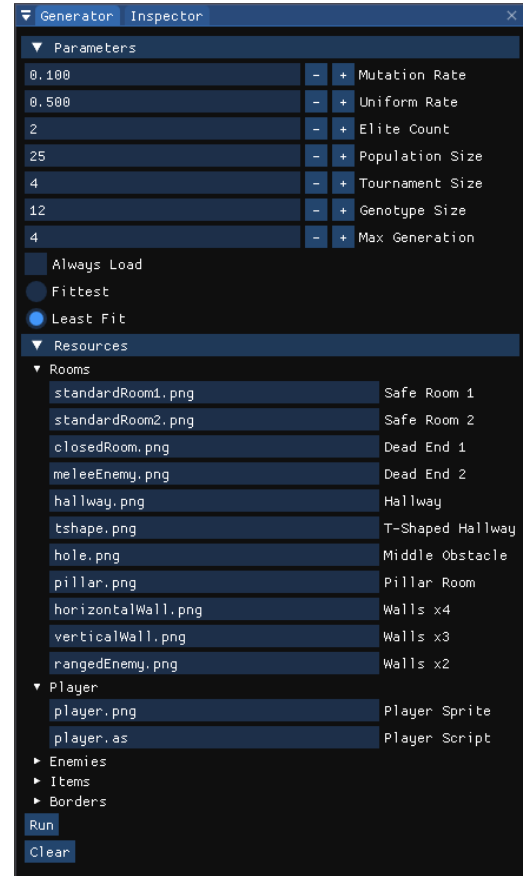 Generator Inspector
Parameters
0.100 - + Mutation Rate
0.500 - + Uniform Rate
2 - + Elite Count
25 - + Population Size
4 - + Tournament Size
12 - + Genotype Size
4 - + Max Generation
Always Load
Fittest
Least Fit
Resources
Rooms
standardRoom1.png Safe Room 1
standardRoom2.png Safe Room 2
closedRoom.png Dead End 1
meleeEnemy.png Dead End 2
hallway.png Hallway
tshape.png T-Shaped Hallway
hole.png Middle Obstacle
pillar.png Pillar Room
horizontalWall.png Walls x4
verticalWall.png Walls x3
rangedEnemy.png Walls x2
Player
player.png Player Sprite
player.as Player Script
Enemies
Items
Borders
Run
Clear